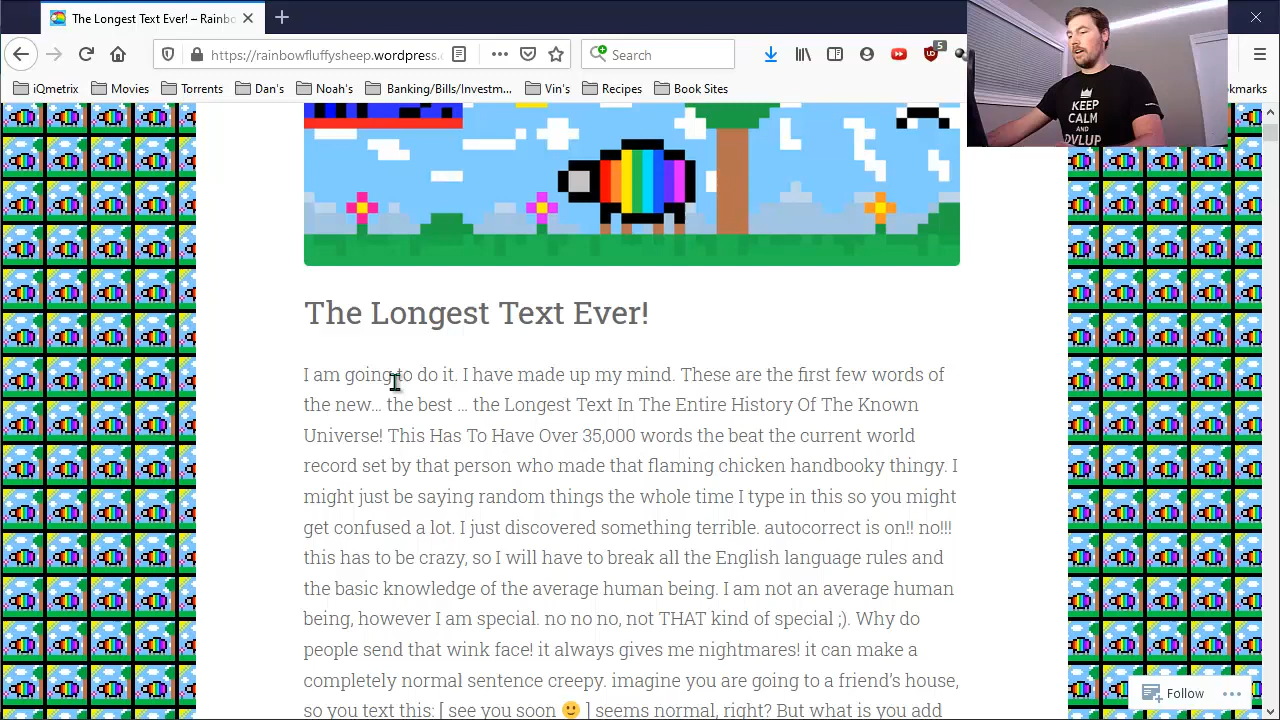 The Longest Text Ever! – Rainbo
https://rainbowfluffysheep.wordpress.c
Search
5
iQmetrix
Movies
Torrents
Dan's
Noah's
Banking/Bills/Investm...
Vin's
Recipes
Book Sites
kmarks
KEEP
CALM
AND
DVLUP
The Longest Text Ever!
I am going to do it. I have made up my mind. These are the first few words of
the new... the best ... the Longest Text In The Entire History Of The Known
Universe! This Has To Have Over 35,000 words the beat the current world
record set by that person who made that flaming chicken handbooky thingy. I
might just be saying random things the whole time I type in this so you might
get confused a lot. I just discovered something terrible. autocorrect is on!! no!!!
this has to be crazy, so I will have to break all the English language rules and
the basic knowledge of the average human being. I am not an average human
being, however I am special. no no no, not THAT kind of special ;). Why do
people send that wink face! it always gives me nightmares! it can make a
completely normal sentence creepy. imagine you are going to a friend's house,
so you text this: [ see you soon 🙂 ] seems normal, right? But what is you add
Follow